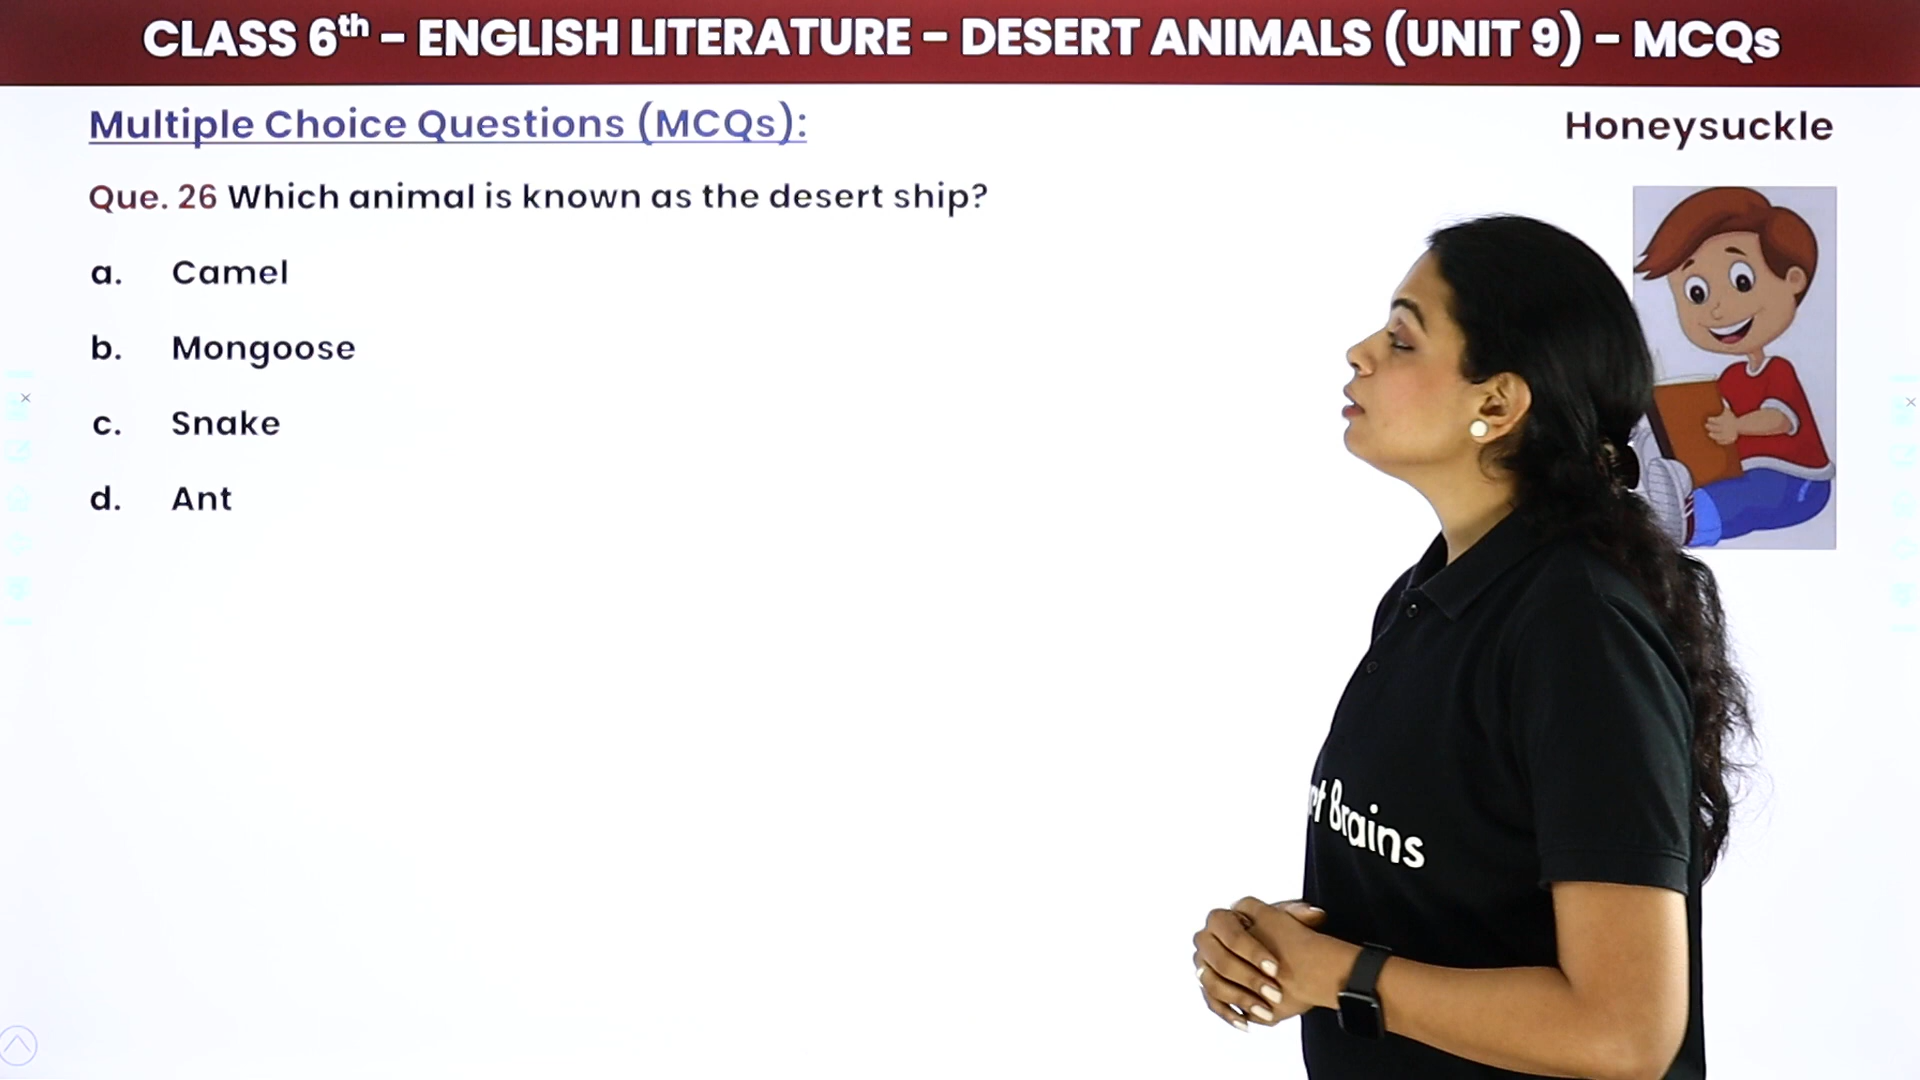 CLASS 6th – ENGLISH LITERATURE – DESERT ANIMALS (UNIT 9) – MCQs
Multiple Choice Questions (MCQs):
Honeysuckle
Que. 26 Which animal is known as the desert ship?
a. Camel
b. Mongoose
c. Snake
d. Ant
Brains